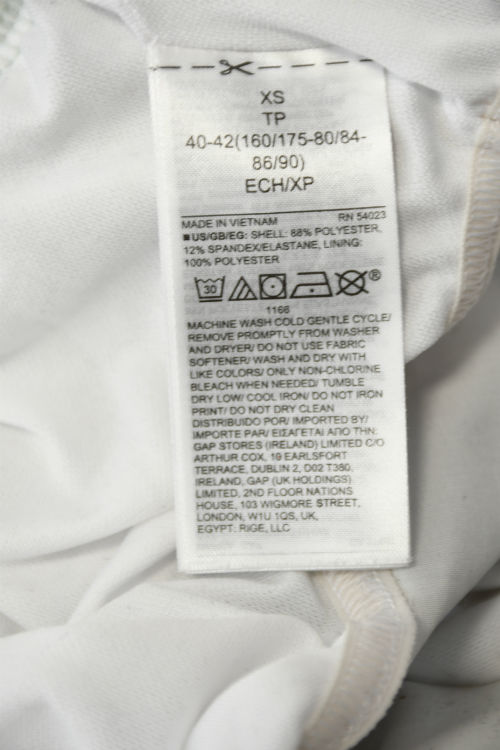 XS
TP
40-42(160/175-80/84-
86/90)
ECH/XP
MADE IN VIETNAM RN 54023
■US/GB/EG: SHELL: 88% POLYESTER,
12% SPANDEX/ELASTANE, LINING:
100% POLYESTER
30 ®
1166
MACHINE WASH COLD GENTLE CYCLE/
REMOVE PROMPTLY FROM WASHER
AND DRYER/ DO NOT USE FABRIC
SOFTENER/ WASH AND DRY WITH
LIKE COLORS/ ONLY NON-CHLORINE
BLEACH WHEN NEEDED/ TUMBLE
DRY LOW/ COOL IRON/ DO NOT IRON
PRINT/ DO NOT DRY CLEAN
DISTRIBUIDO POR/ IMPORTED BY/
IMPORTE PAR/ ΕΙΣΑΓΕΤΑΙ ΑΠΟ ΤΗΝ:
GAP STORES (IRELAND) LIMITED C/O
ARTHUR COX, 10 EARLSFORT
TERRACE, DUBLIN 2, D02 T380,
IRELAND, GAP (UK HOLDINGS)
LIMITED, 2ND FLOOR NATIONS
HOUSE, 103 WIGMORE STREET,
LONDON, W1U 1QS, UK,
EGYPT: RIGE, LLC